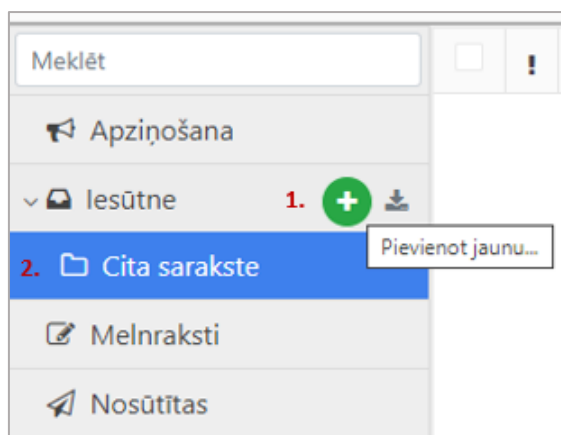 Meklēt
!
Apziņošana
Iesūtne 1.
Pievienot jaunu...
2. Cita sarakste
Melnraksti
Nosūtītas